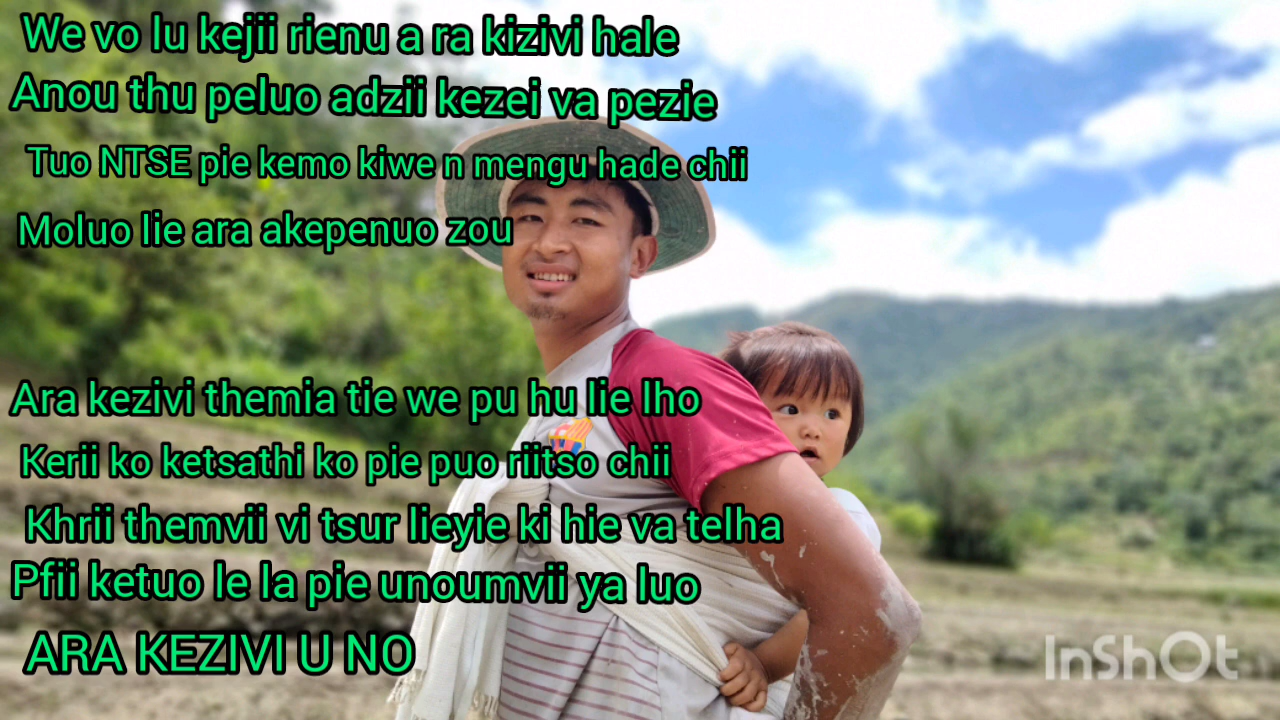 We vo lu kejii rienu a ra kizivi hale
Anou thu peluo adzii kezei va pezie
Tuo NTSE pie kemo kiwe n mengu hade chii
Moluo lie ara akepenuo zou
Ara kezivi themia tie we pu hu lie lho
Kerii ko ketsathi ko pie puo riitso chii
Khrii themvii vi tsur lieyie ki hie va telha
Pfii ketuo le la pie unoumvii ya luo
ARA KEZIVI U NO
InShOt